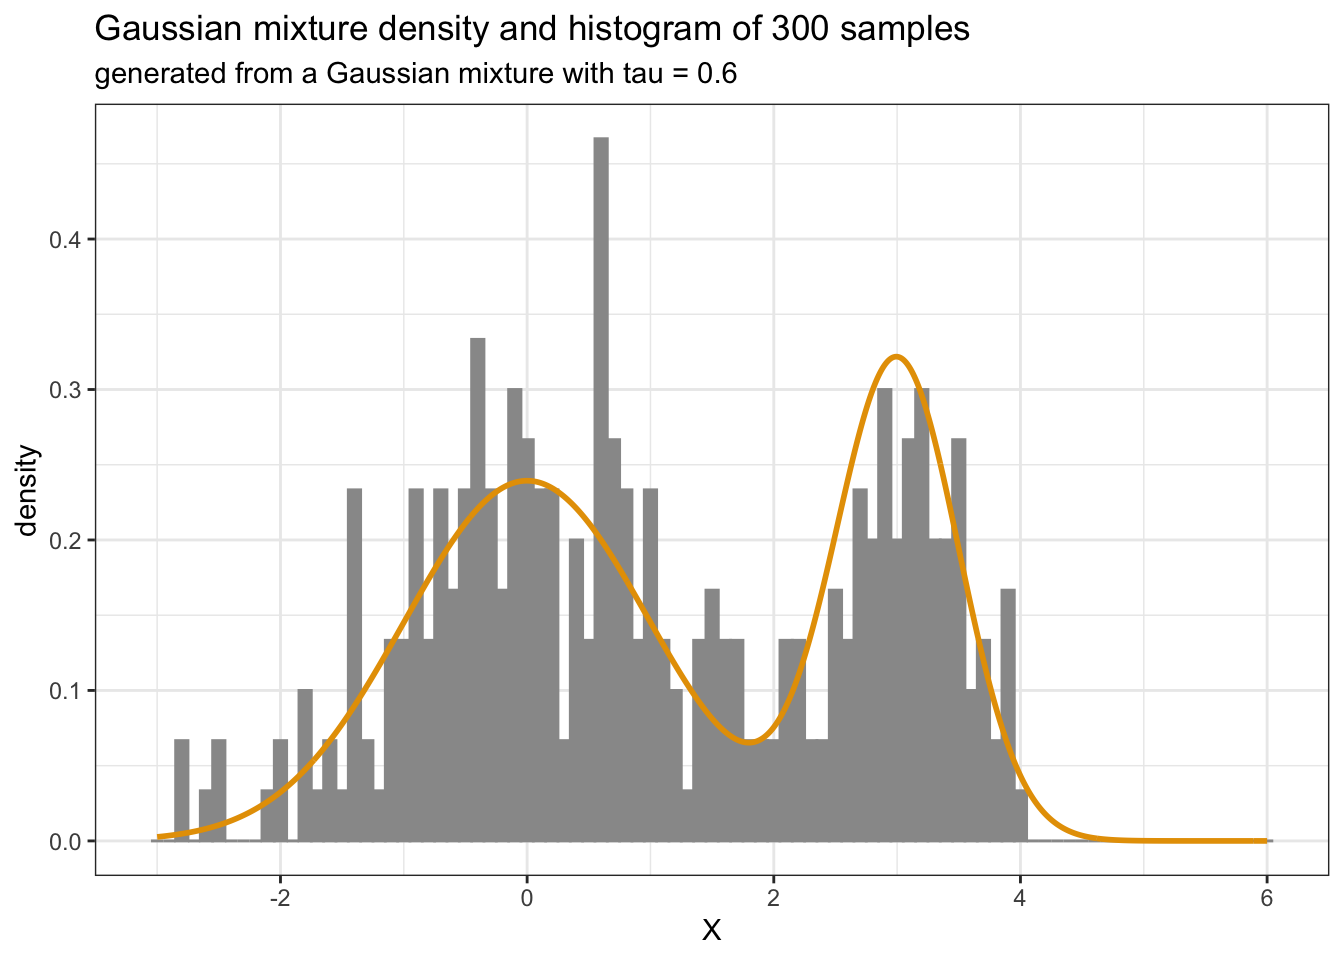 Gaussian mixture density and histogram of 300 samples
generated from a Gaussian mixture with tau = 0.6
density
0.4
0.3
0.2
0.1
0.0
-2 0 2 4 6
X